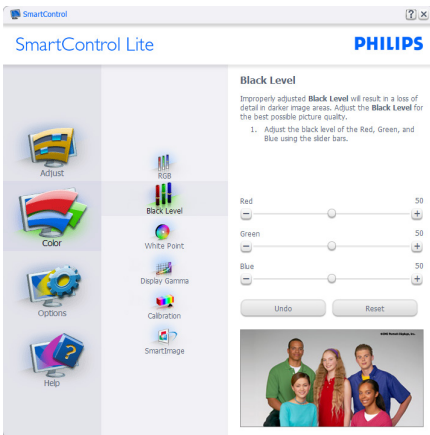 SmartControl
SmartControl Lite
PHILIPS
Adjust
Color
Options
Help
RGB
Black Level
White Point
Display Gamma
Calibration
SmartImage
Black Level
Improperly adjusted Black Level will result in a loss of
detail in darker image areas. Adjust the Black Level for
the best possible picture quality.
1. Adjust the black level of the Red, Green, and
Blue using the slider bars.
Red 50
Green 50
Blue 50
Undo Reset